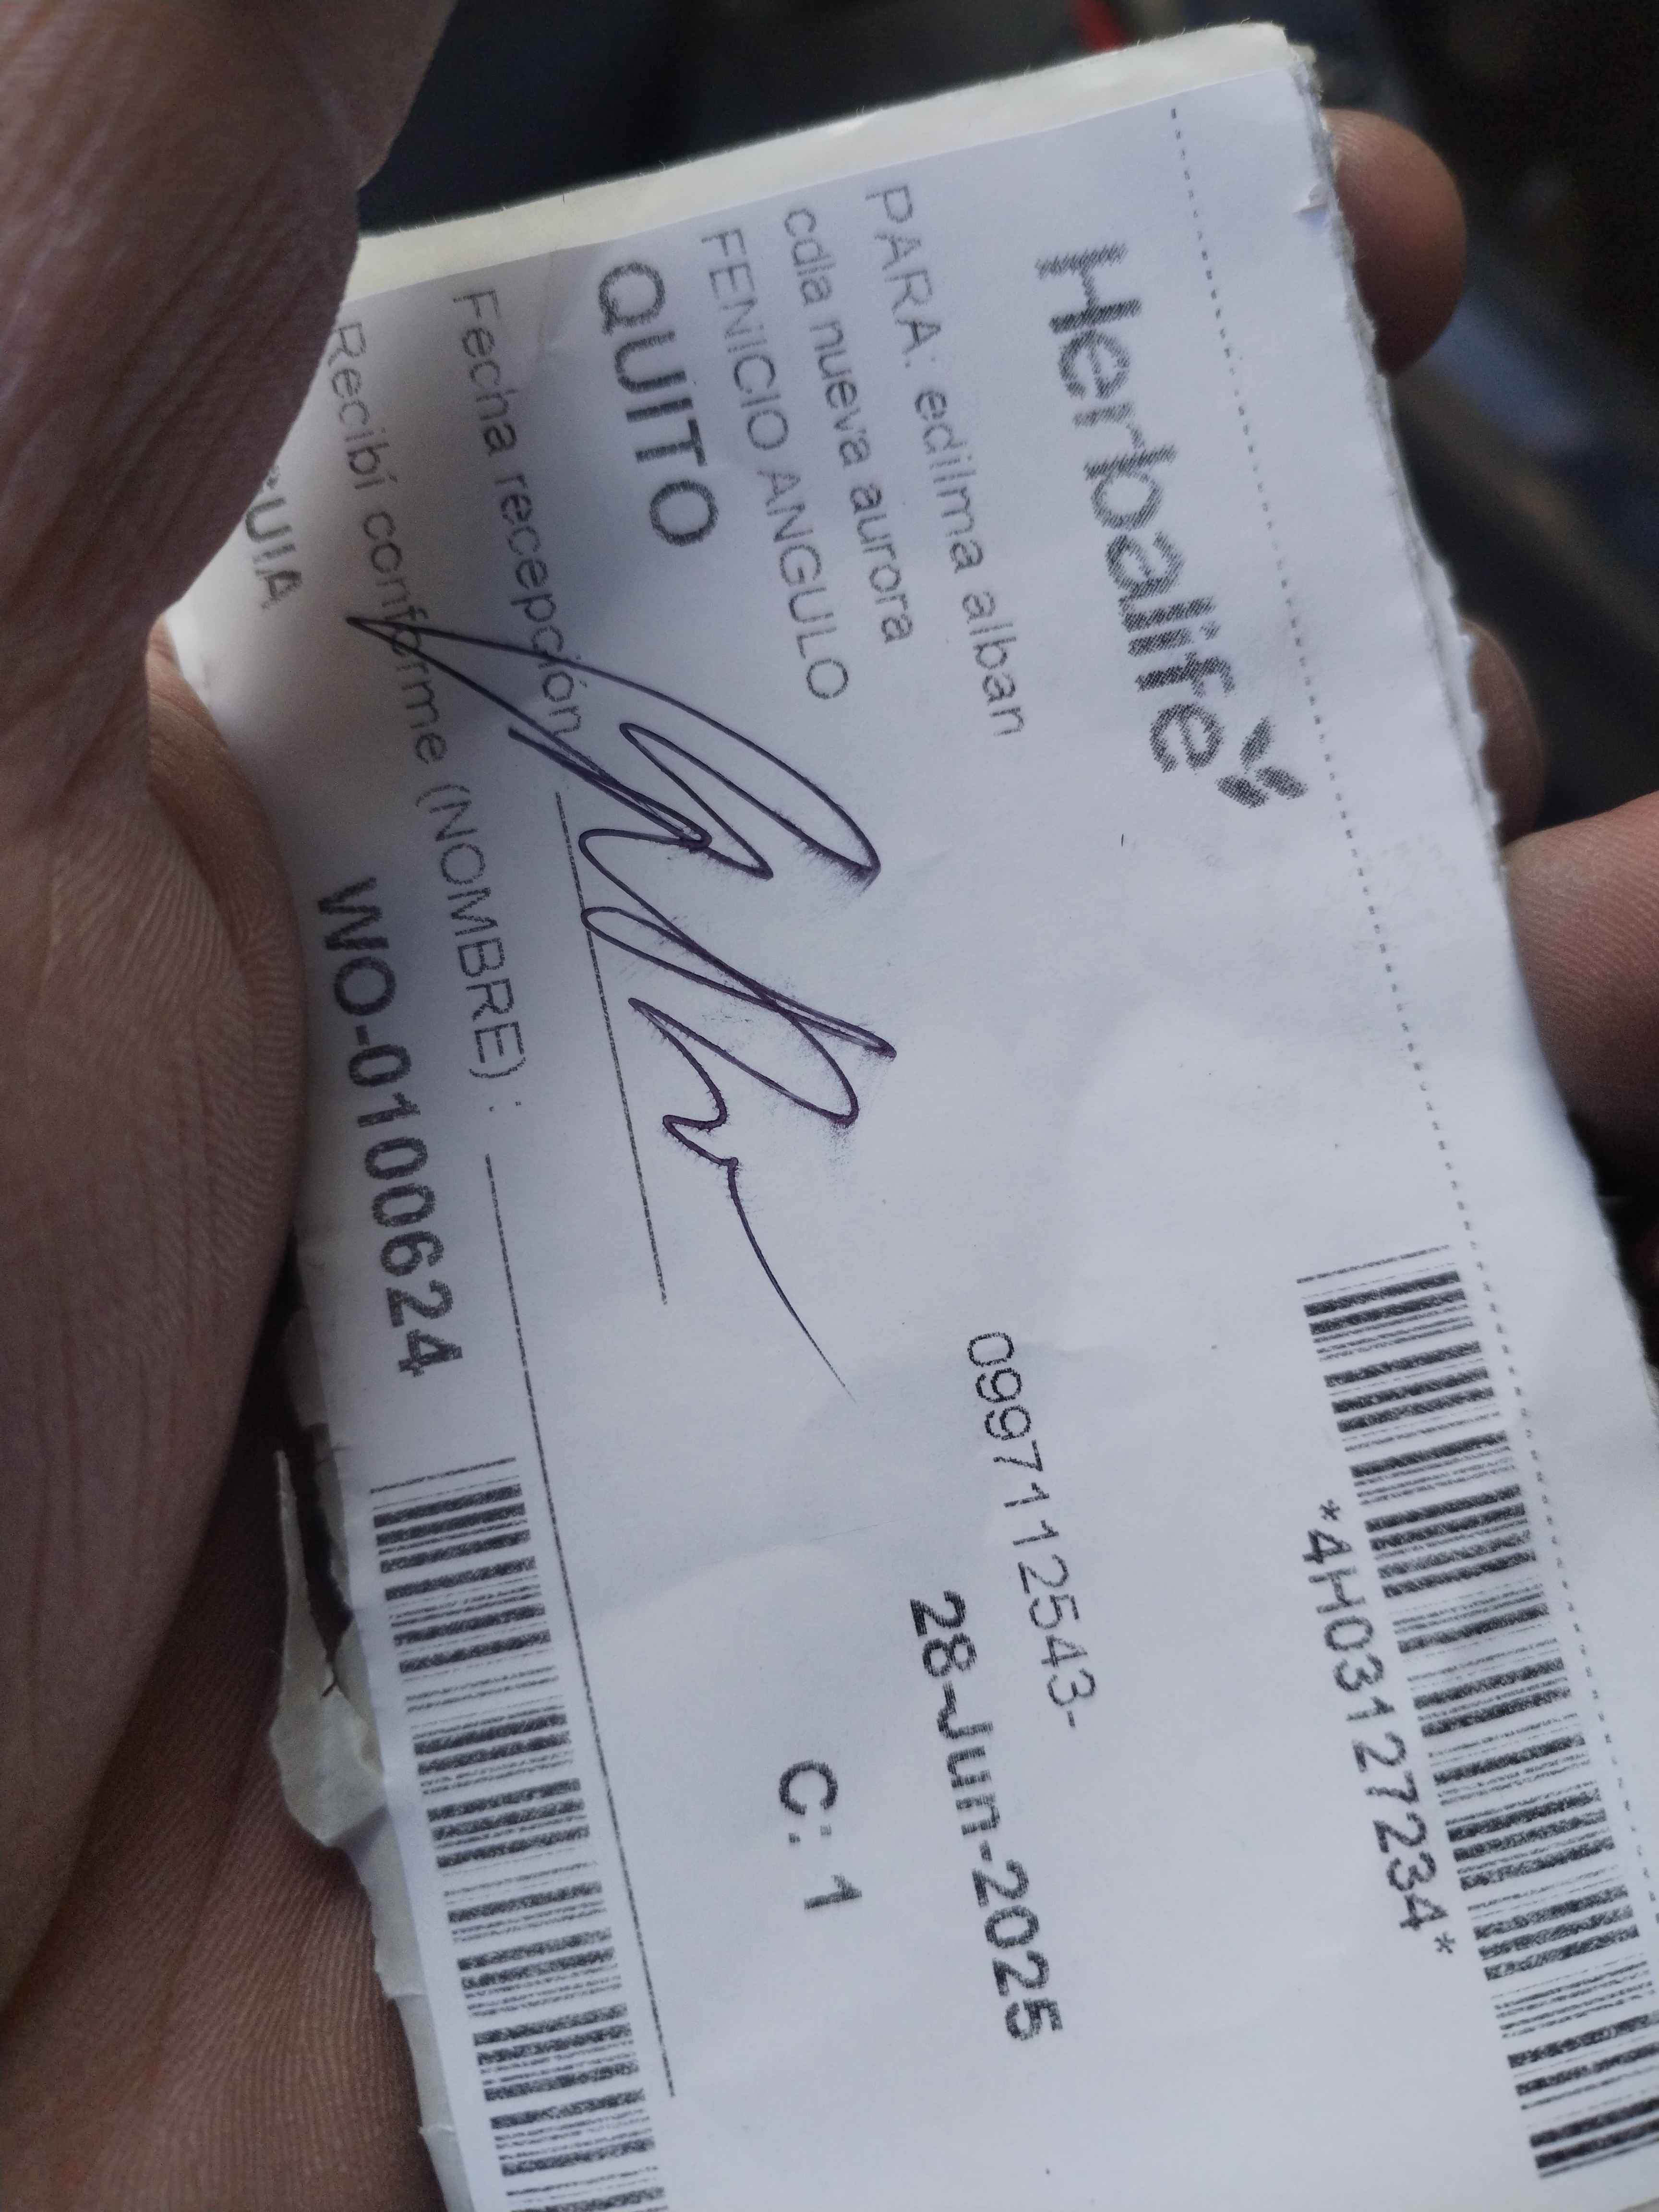 *4H03127234*
Herbalife
PARA: edilma alban 0997112543-
cdla nueva aurora 28-Jun-2025
FENICIO ANGULO
QUITO C: 1
Fecha recepción
Recibí conforme (NOMBRE) :
UIA WO-0100624